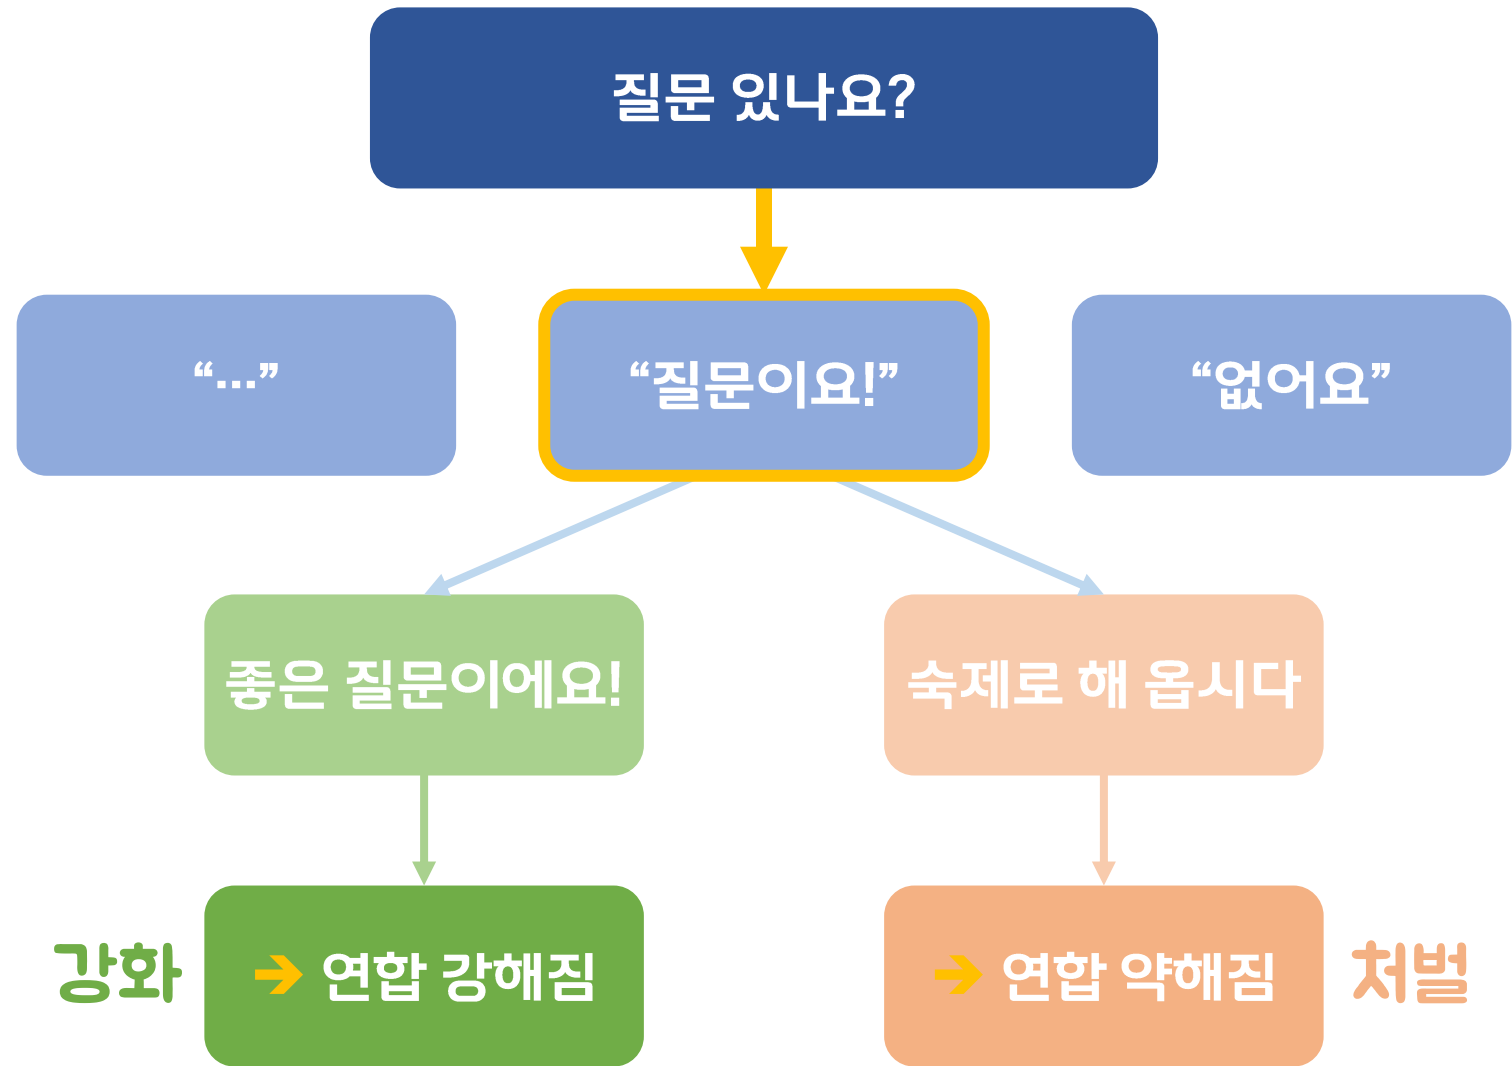 질문 있나요?
“…”
“질문이요!”
“없어요”
좋은 질문이에요!
숙제로 해 옵시다
강화
➔ 연합 강해짐
➔ 연합 약해짐
처벌